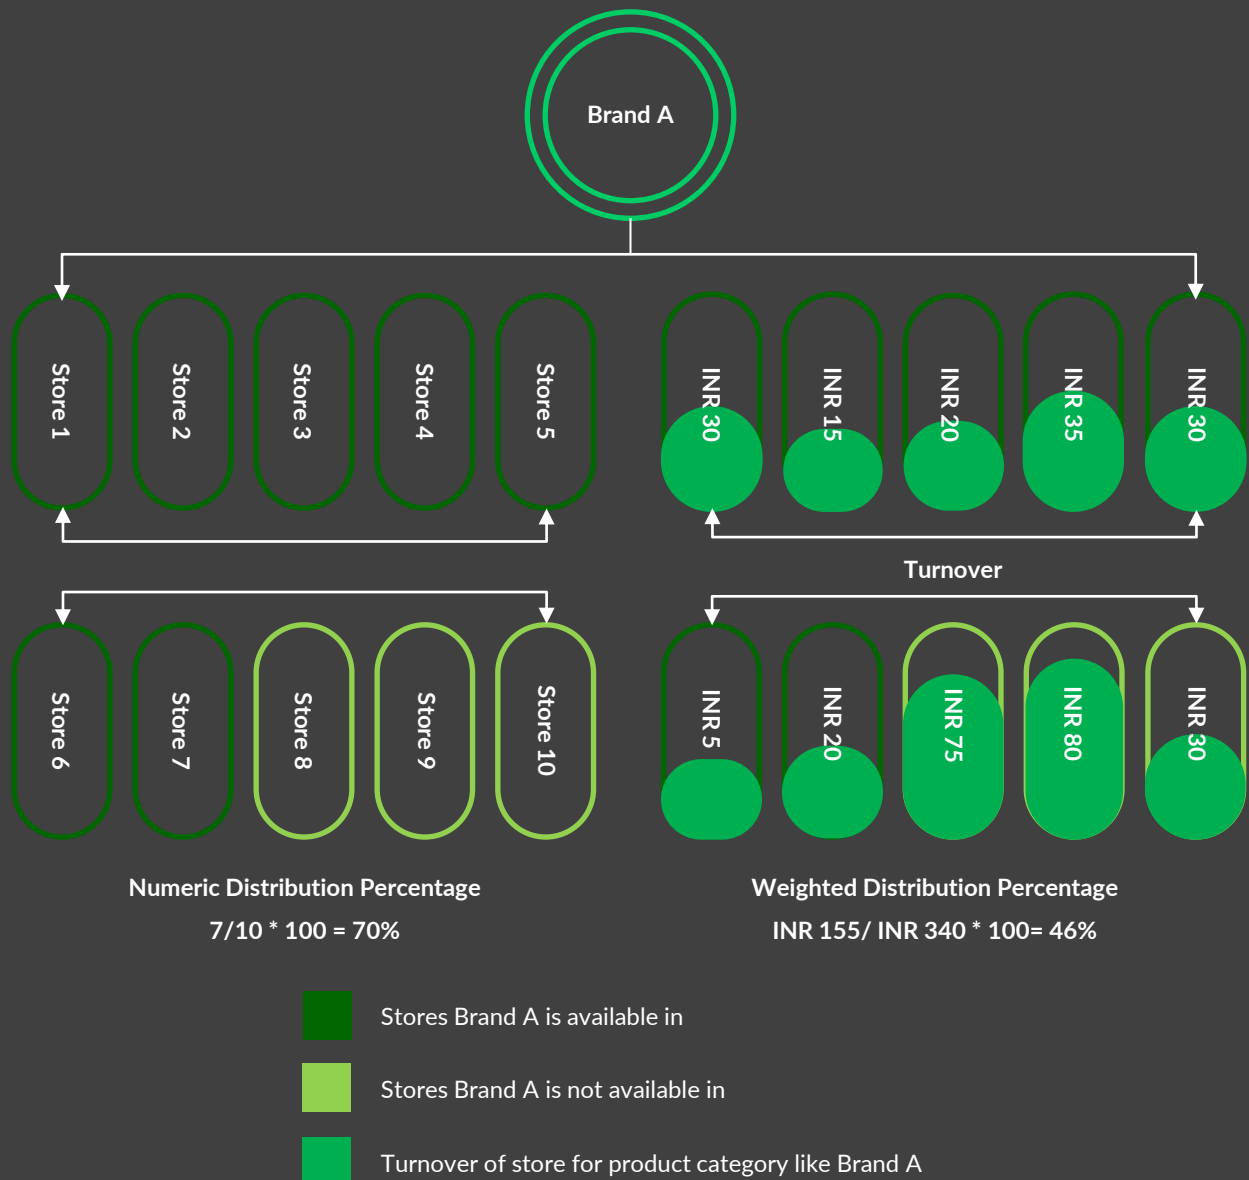 Brand A
Store 1
Store 2
Store 3
Store 4
Store 5
INR 30
INR 15
INR 20
INR 35
INR 30
Turnover
Store 6
Store 7
Store 8
Store 9
Store 10
INR 5
INR 20
INR 75
INR 80
INR 30
Numeric Distribution Percentage
7/10 * 100 = 70%
Weighted Distribution Percentage
INR 155/ INR 340 * 100= 46%
Stores Brand A is available in
Stores Brand A is not available in
Turnover of store for product category like Brand A